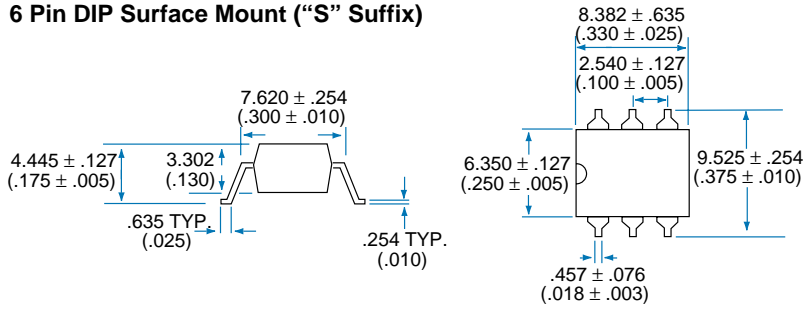 6 Pin DIP Surface Mount (“S” Suffix)
8.382 ± .635
(.330 ± .025)
2.540 ± .127
(.100 ± .005)
7.620 ± .254
(.300 ± .010)
4.445 ± .127
(.175 ± .005)
3.302
(.130)
6.350 ± .127
(.250 ± .005)
9.525 ± .254
(.375 ± .010)
.635 TYP.
(.025)
.254 TYP.
(.010)
.457 ± .076
(.018 ± .003)